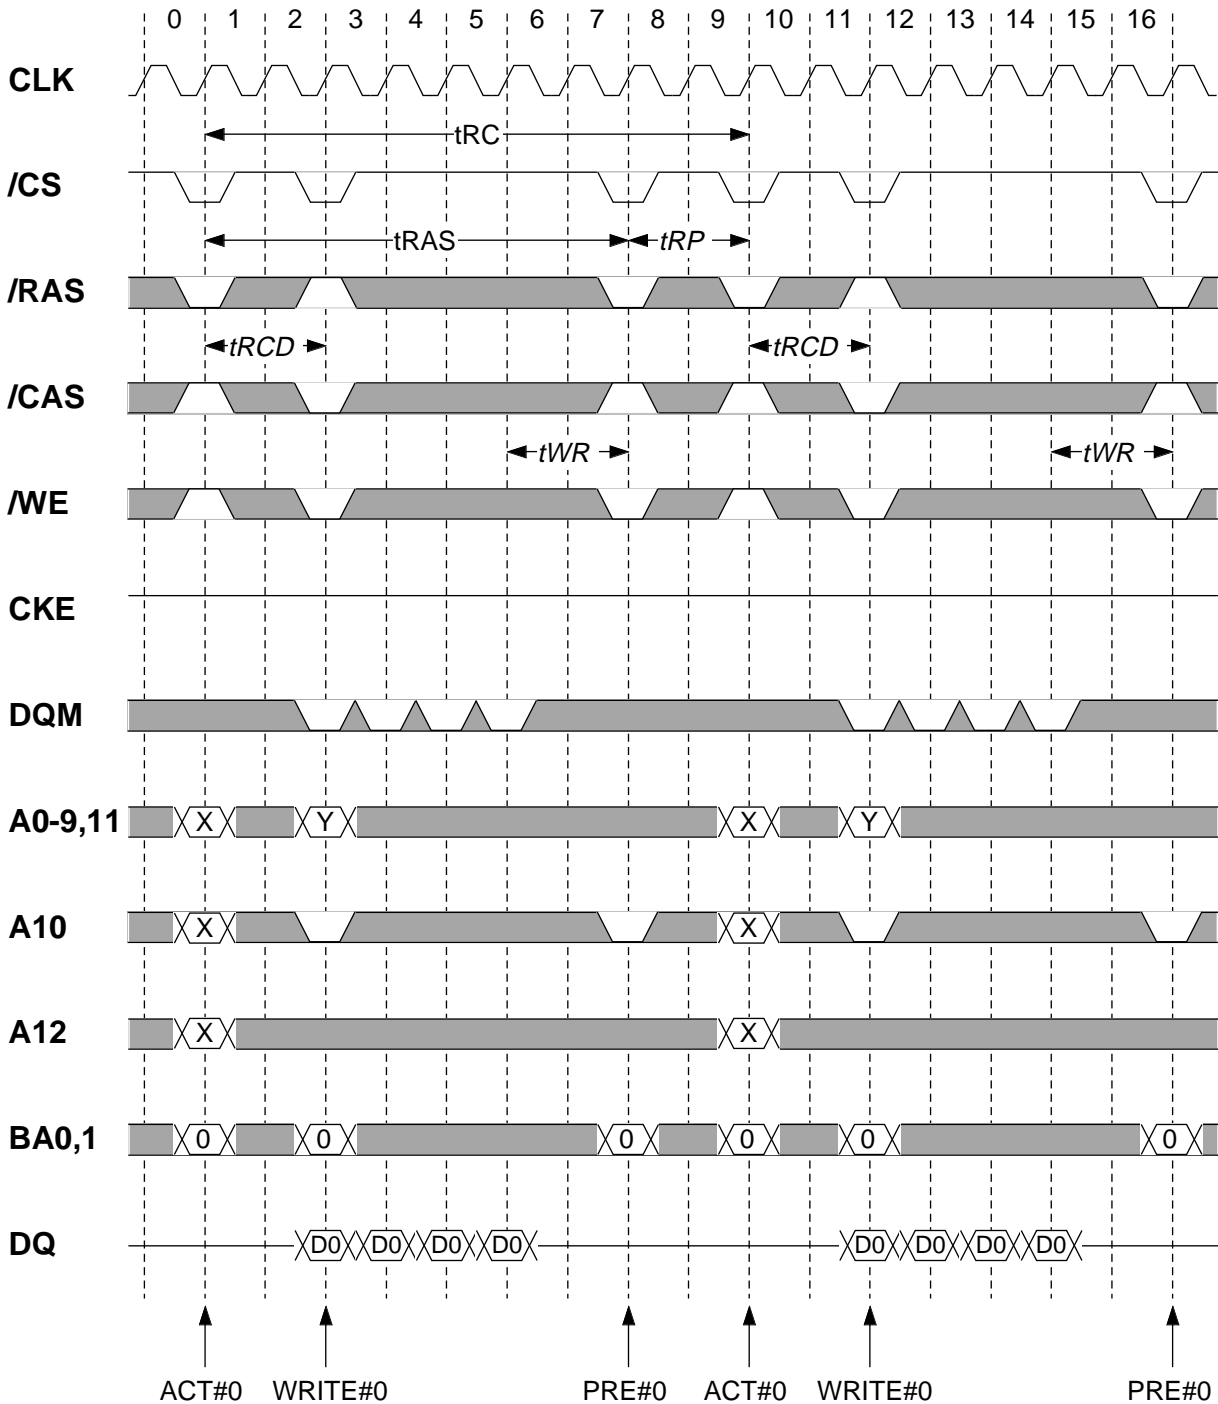 0 1 2 3 4 5 6 7 8 9 10 11 12 13 14 15 16
CLK
tRC
/CS
tRAS tRP
/RAS
tRCD tRCD
/CAS
tWR tWR
/WE
CKE
DQM
A0-9,11 X Y X Y
A10 X X
A12 X X
BA0,1 0 0 0 0 0 0
DQ D0 D0 D0 D0 D0 D0 D0 D0
ACT#0 WRITE#0 PRE#0 ACT#0 WRITE#0 PRE#0